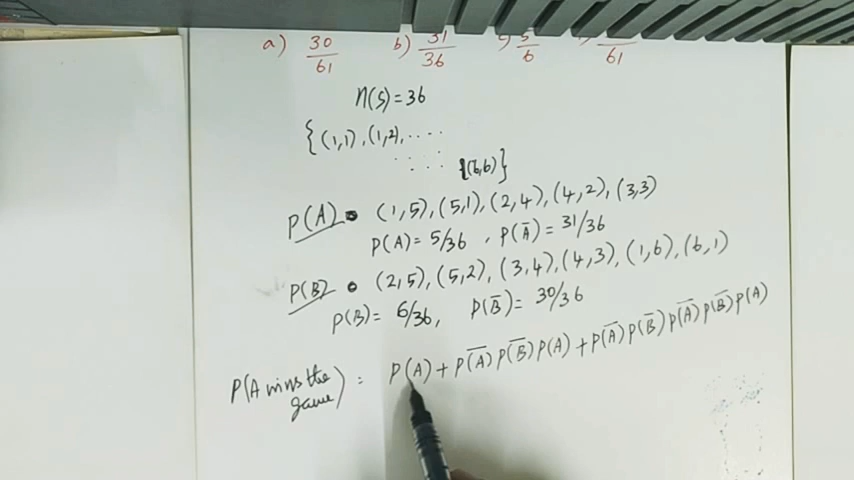 a) 30/61 b) 31/36 5/6 61
n(S) = 36
{(1,1), (1,2), ....
.....
(6,6)}
P(A) (1,5), (5,1), (2,4), (4,2), (3,3)
P(A) = 5/36 , P(A̅) = 31/36
P(B) (2,5), (5,2), (3,4), (4,3), (1,6), (6,1)
P(B) = 6/36, P(B̅) = 30/36
P(A wins the game) = P(A) + P(A̅) P(B̅) P(A) + P(A̅) P(B̅) P(A̅) P(B̅) P(A)